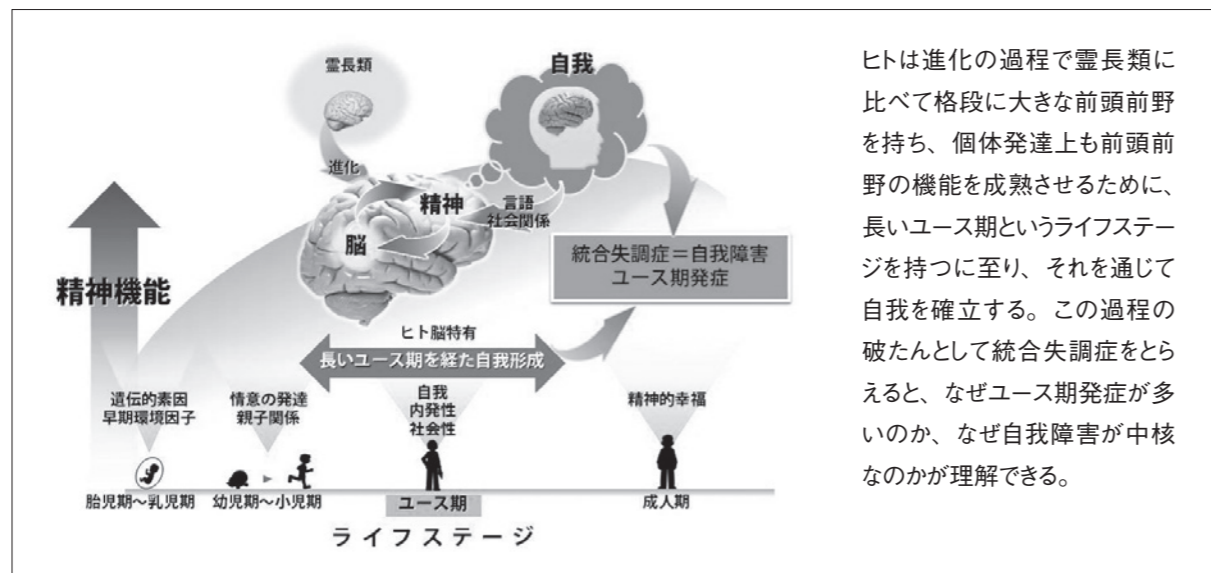 霊長類
自我
進化
精神
言語
社会関係
脳
統合失調症＝自我障害
ユース期発症
精神機能
ヒト脳特有
長いユース期を経た自我形成
遺伝的素因
早期環境因子
情意の発達
親子関係
自我
内発性
社会性
精神的幸福
胎児期～乳児期
幼児期～小児期
ユース期
成人期
ライフステージ
ヒトは進化の過程で霊長類に
比べて格段に大きな前頭前野
を持ち、個体発達上も前頭前
野の機能を成熟させるために、
長いユース期というライフステー
ジを持つに至り、それを通じて
自我を確立する。この過程の
破たんとして統合失調症をとら
えると、なぜユース期発症が多
いのか、なぜ自我障害が中核
なのかが理解できる。